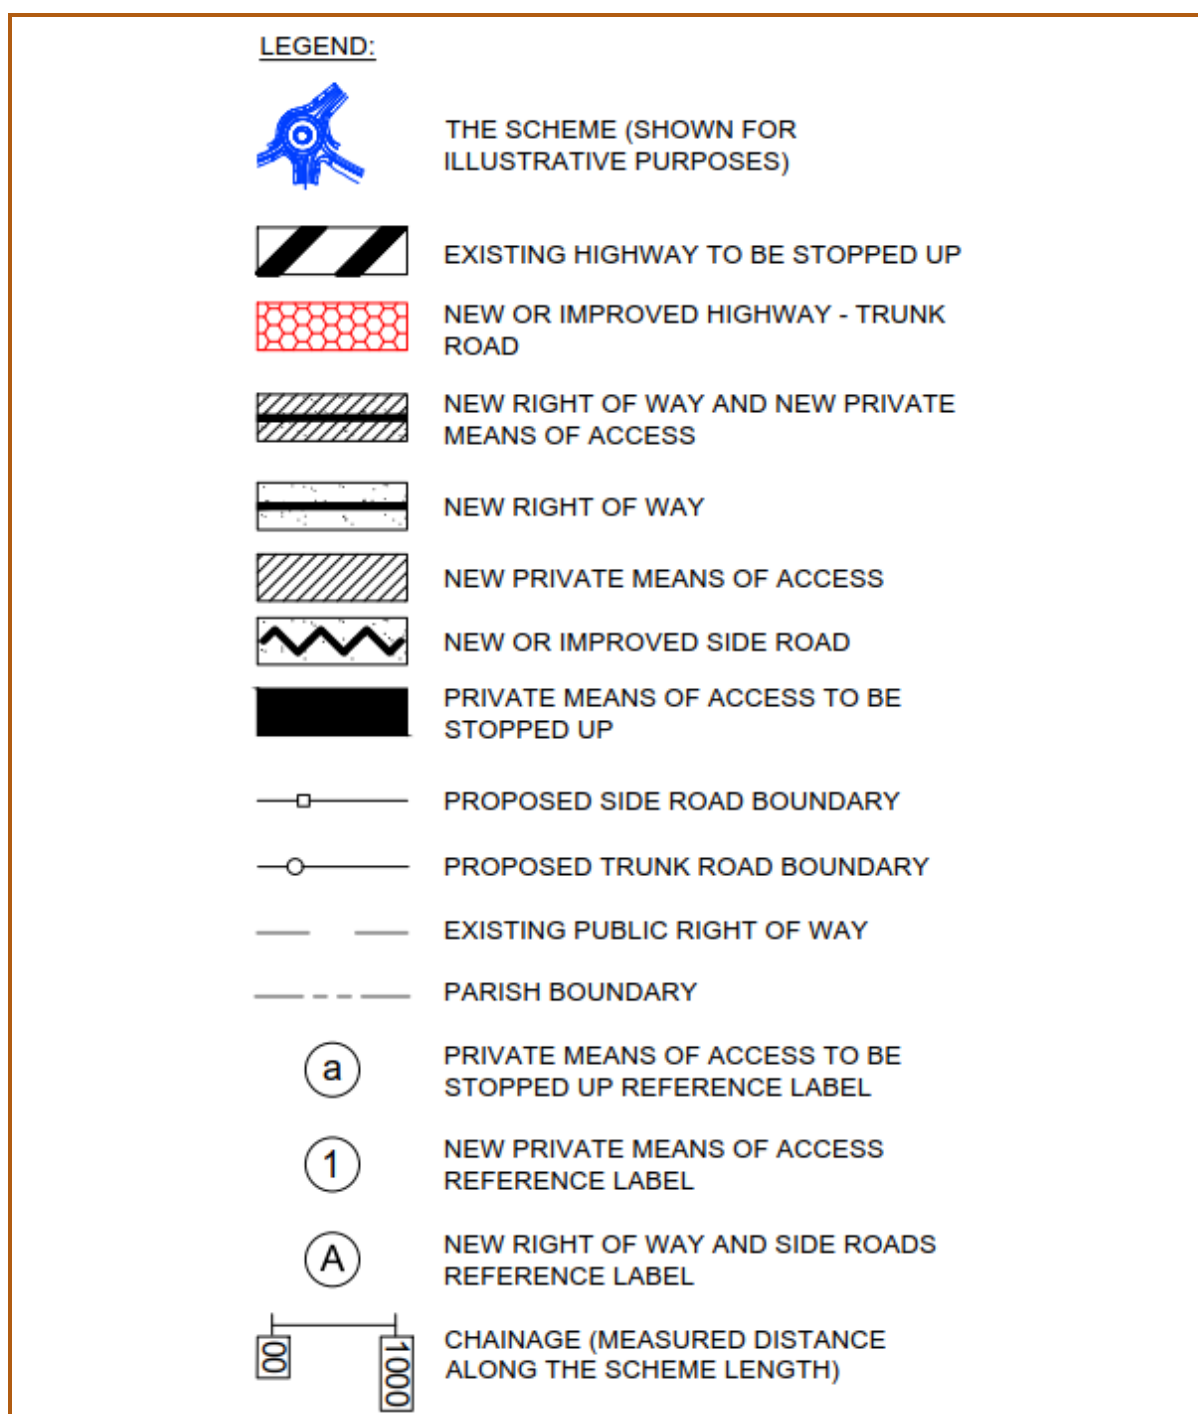 LEGEND:
THE SCHEME (SHOWN FOR
ILLUSTRATIVE PURPOSES)
EXISTING HIGHWAY TO BE STOPPED UP
NEW OR IMPROVED HIGHWAY - TRUNK
ROAD
NEW RIGHT OF WAY AND NEW PRIVATE
MEANS OF ACCESS
NEW RIGHT OF WAY
NEW PRIVATE MEANS OF ACCESS
NEW OR IMPROVED SIDE ROAD
PRIVATE MEANS OF ACCESS TO BE
STOPPED UP
PROPOSED SIDE ROAD BOUNDARY
PROPOSED TRUNK ROAD BOUNDARY
EXISTING PUBLIC RIGHT OF WAY
PARISH BOUNDARY
a
PRIVATE MEANS OF ACCESS TO BE
STOPPED UP REFERENCE LABEL
1
NEW PRIVATE MEANS OF ACCESS
REFERENCE LABEL
A
NEW RIGHT OF WAY AND SIDE ROADS
REFERENCE LABEL
00
1000
CHAINAGE (MEASURED DISTANCE
ALONG THE SCHEME LENGTH)